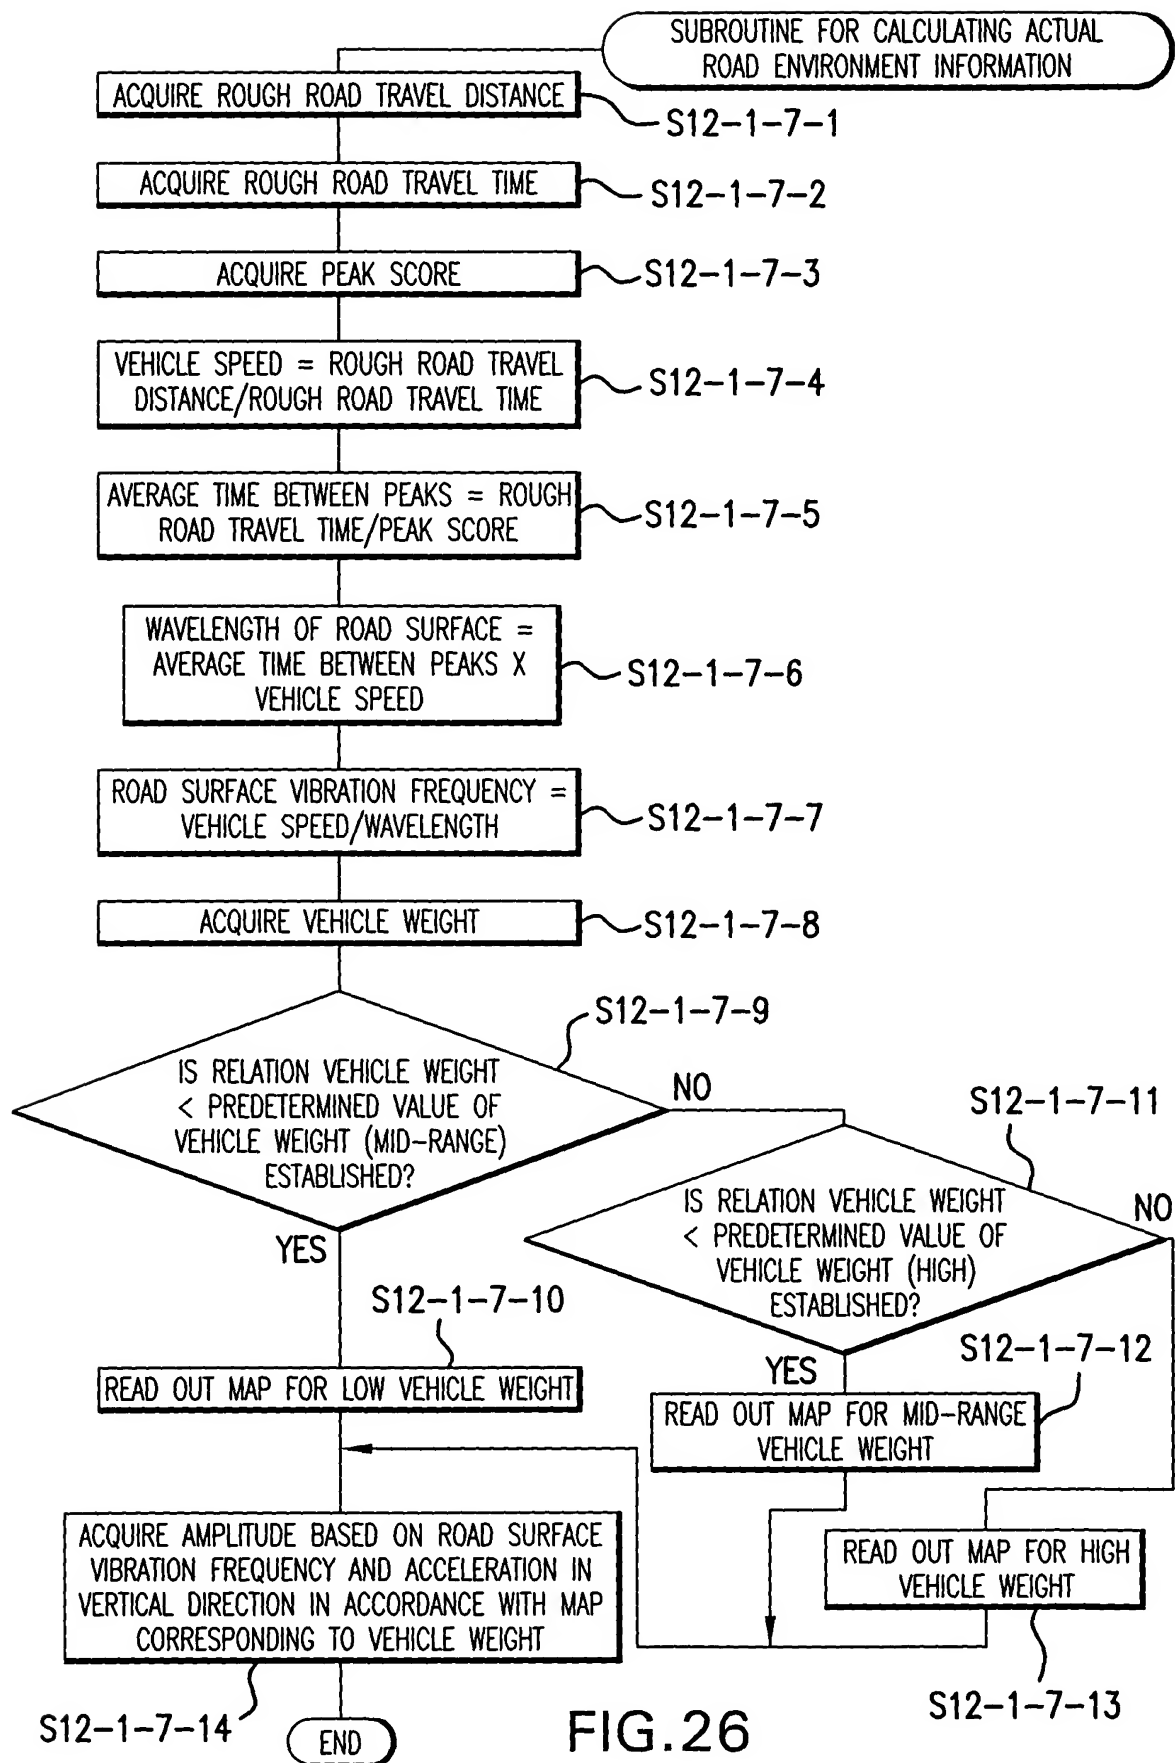 SUBROUTINE FOR CALCULATING ACTUAL
ROAD ENVIRONMENT INFORMATION
ACQUIRE ROUGH ROAD TRAVEL DISTANCE
S12-1-7-1
ACQUIRE ROUGH ROAD TRAVEL TIME
S12-1-7-2
ACQUIRE PEAK SCORE
S12-1-7-3
VEHICLE SPEED = ROUGH ROAD TRAVEL
DISTANCE/ROUGH ROAD TRAVEL TIME
S12-1-7-4
AVERAGE TIME BETWEEN PEAKS = ROUGH
ROAD TRAVEL TIME/PEAK SCORE
S12-1-7-5
WAVELENGTH OF ROAD SURFACE =
AVERAGE TIME BETWEEN PEAKS X
VEHICLE SPEED
S12-1-7-6
ROAD SURFACE VIBRATION FREQUENCY =
VEHICLE SPEED/WAVELENGTH
S12-1-7-7
ACQUIRE VEHICLE WEIGHT
S12-1-7-8
S12-1-7-9
IS RELATION VEHICLE WEIGHT
< PREDETERMINED VALUE OF
VEHICLE WEIGHT (MID-RANGE)
ESTABLISHED?
NO
YES
S12-1-7-11
IS RELATION VEHICLE WEIGHT
< PREDETERMINED VALUE OF
VEHICLE WEIGHT (HIGH)
ESTABLISHED?
NO
YES
S12-1-7-10
READ OUT MAP FOR LOW VEHICLE WEIGHT
S12-1-7-12
READ OUT MAP FOR MID-RANGE
VEHICLE WEIGHT
READ OUT MAP FOR HIGH
VEHICLE WEIGHT
S12-1-7-13
ACQUIRE AMPLITUDE BASED ON ROAD SURFACE
VIBRATION FREQUENCY AND ACCELERATION IN
VERTICAL DIRECTION IN ACCORDANCE WITH MAP
CORRESPONDING TO VEHICLE WEIGHT
S12-1-7-14
END
FIG.26